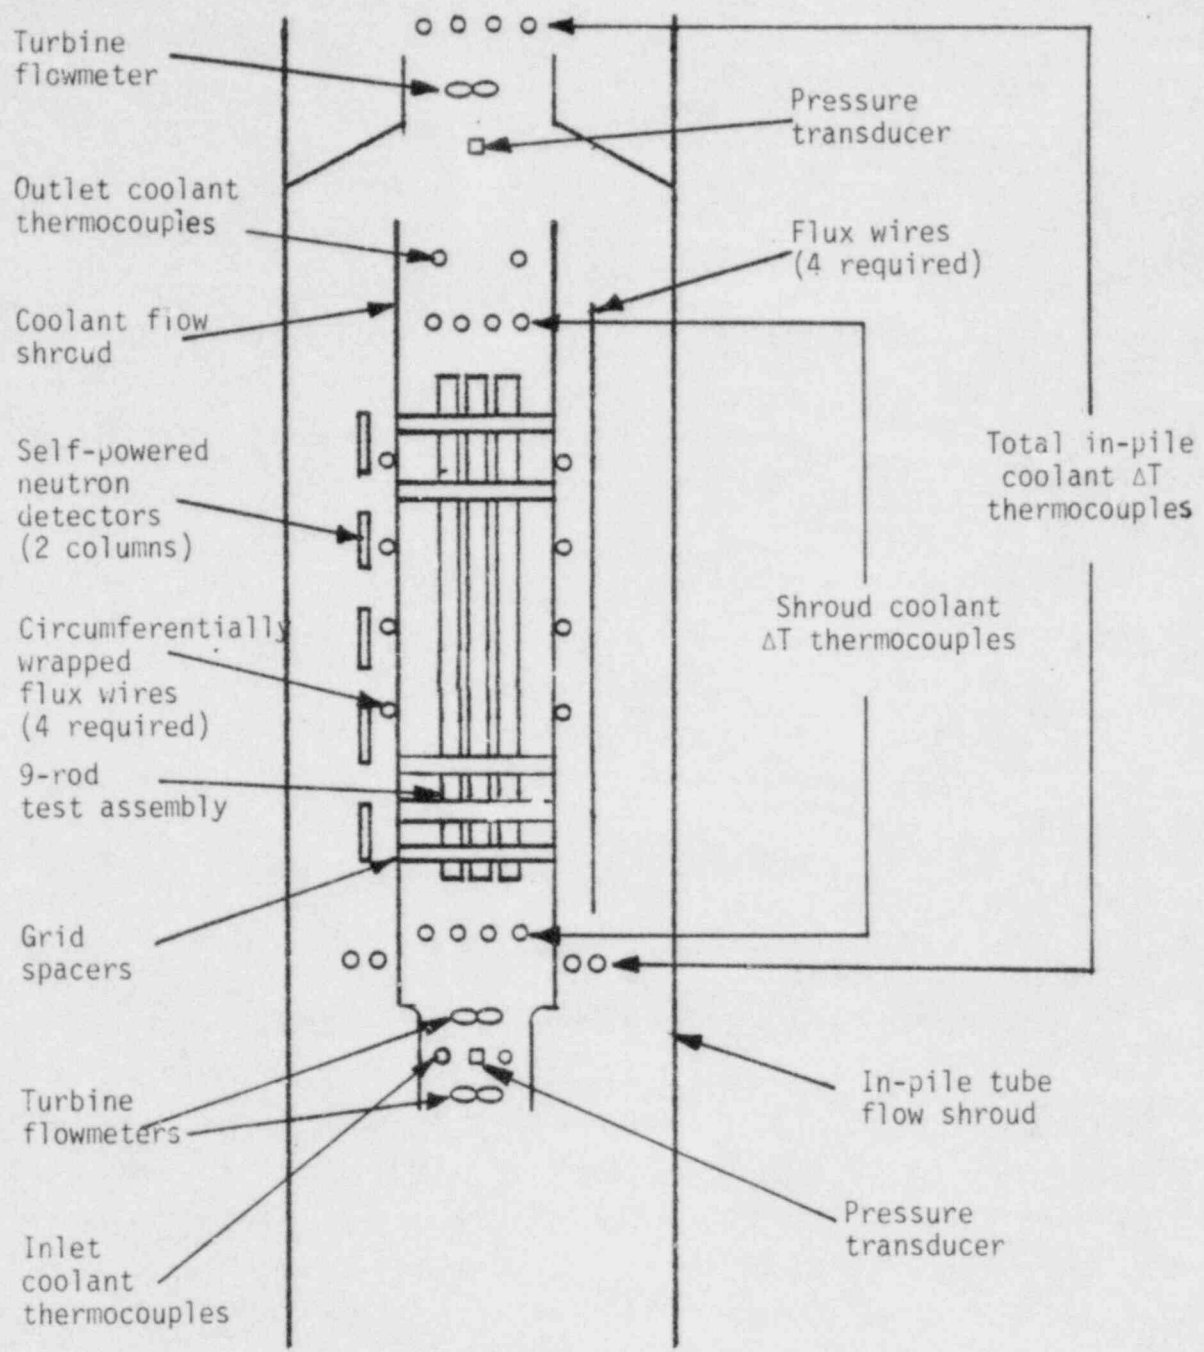 Turbine
flowmeter
Pressure
transducer
Outlet coolant
thermocouples
Flux wires
(4 required)
Coolant flow
shroud
Self-powered
neutron
detectors
(2 columns)
Total in-pile
coolant ΔT
thermocouples
Shroud coolant
ΔT thermocouples
Circumferentially
wrapped
flux wires
(4 required)
9-rod
test assembly
Grid
spacers
In-pile tube
flow shroud
Turbine
flowmeters
Pressure
transducer
Inlet
coolant
thermocouples